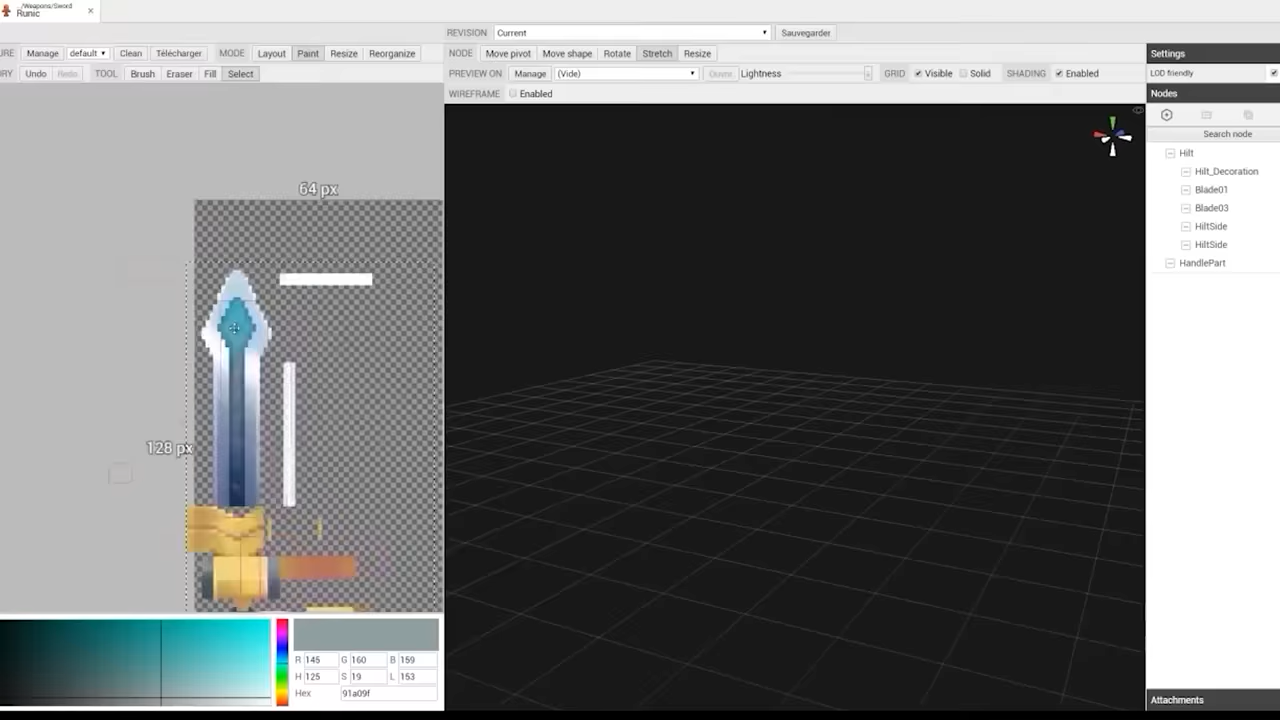 ../Weapons/Sword
Runic
REVISION Current Sauvegarder
URE Manage default Clean Télécharger MODE Layout Paint Resize Reorganize
NODE Move pivot Move shape Rotate Stretch Resize
RY Undo Redo TOOL Brush Eraser Fill Select
PREVIEW ON Manage (Vide) Ouvrir Lightness GRID Visible Solid SHADING Enabled
WIREFRAME Enabled
Settings
LOD friendly
Nodes
Search node
Hilt
Hilt_Decoration
Blade01
Blade03
HiltSide
HiltSide
HandlePart
Attachments
64 px
128 px
R 145 G 160 B 159
H 125 S 19 L 153
Hex 91a09f